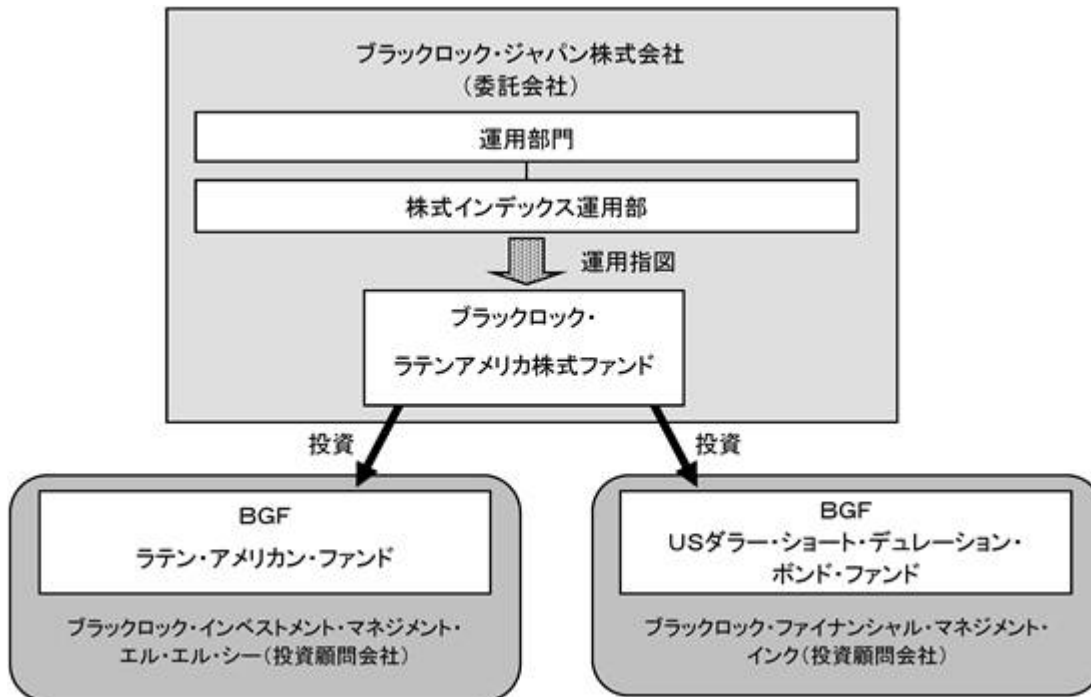 ブラックロック・ジャパン株式会社
（委託会社）
運用部門
株式インデックス運用部
運用指図
ブラックロック・
ラテンアメリカ株式ファンド
投資
投資
BGF
ラテン・アメリカン・ファンド
ブラックロック・インベストメント・マネジメント・
エル・エル・シー（投資顧問会社）
BGF
USダラー・ショート・デュレーション・
ボンド・ファンド
ブラックロック・ファイナンシャル・マネジメント・
インク（投資顧問会社）